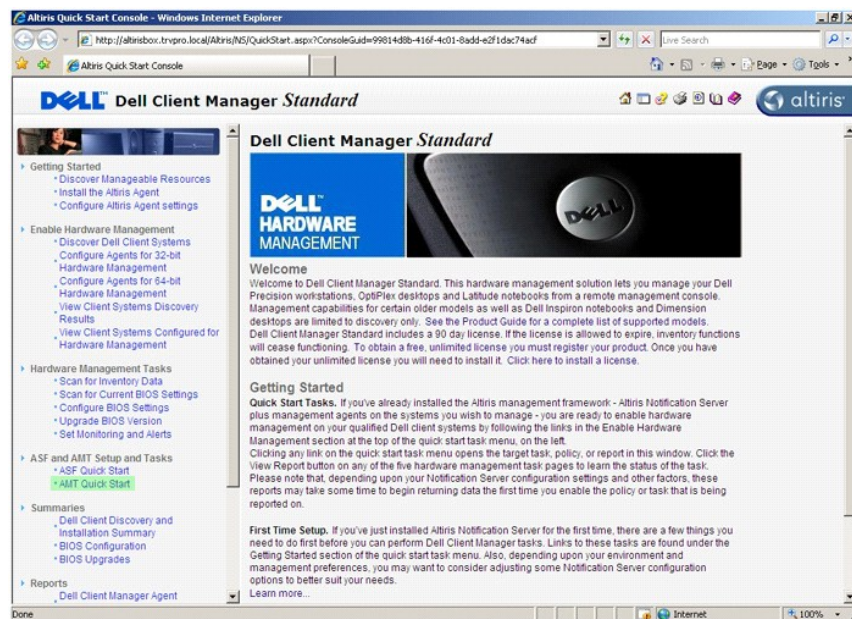 Altiris Quick Start Console - Windows Internet Explorer
http://altirisbox.trvpro.local/Altiris/NS/QuickStart.aspx?ConsoleGuid=99814d8b-416f-4c01-8add-e2f1dac74acf
Live Search
Altiris Quick Start Console
Page
Tools
DELL™ Dell Client Manager Standard
altiris
Getting Started
Discover Manageable Resources
Install the Altiris Agent
Configure Altiris Agent settings
Enable Hardware Management
Discover Dell Client Systems
Configure Agents for 32-bit
Hardware Management
Configure Agents for 64-bit
Hardware Management
View Client Systems Discovery
Results
View Client Systems Configured for
Hardware Management
Hardware Management Tasks
Scan for Inventory Data
Scan for Current BIOS Settings
Configure BIOS Settings
Upgrade BIOS Version
Set Monitoring and Alerts
ASF and AMT Setup and Tasks
ASF Quick Start
AMT Quick Start
Summaries
Dell Client Discovery and
Installation Summary
BIOS Configuration
BIOS Upgrades
Reports
Dell Client Manager Agent
Dell Client Manager Standard
DELL™
HARDWARE
MANAGEMENT
DELL
Welcome
Welcome to Dell Client Manager Standard. This hardware management solution lets you manage your Dell
Precision workstations, OptiPlex desktops and Latitude notebooks from a remote management console.
Management capabilities for certain older models as well as Dell Inspiron notebooks and Dimension
desktops are limited to discovery only. See the Product Guide for a complete list of supported models.
Dell Client Manager Standard includes a 90 day license. If the license is allowed to expire, inventory functions
will cease functioning. To obtain a free, unlimited license you must register your product. Once you have
obtained your unlimited license you will need to install it. Click here to install a license.
Getting Started
Quick Start Tasks. If you've already installed the Altiris management framework - Altiris Notification Server
plus management agents on the systems you wish to manage - you are ready to enable hardware
management on your qualified Dell client systems by following the links in the Enable Hardware
Management section at the top of the quick start task menu, on the left.
Clicking any link on the quick start task menu opens the target task, policy, or report in this window. Click the
View Report button on any of the five hardware management task pages to learn the status of the task.
Please note that, depending upon your Notification Server configuration settings and other factors, these
reports may take some time to begin returning data the first time you enable the policy or task that is being
reported on.
First Time Setup. If you've just installed Altiris Notification Server for the first time, there are a few things you
need to do first before you can perform Dell Client Manager tasks. Links to these tasks are found under the
Getting Started section of the quick start task menu. Also, depending upon your environment and
management preferences, you may want to consider adjusting some Notification Server configuration
options to better suit your needs.
Learn more...
Done
Internet
100%